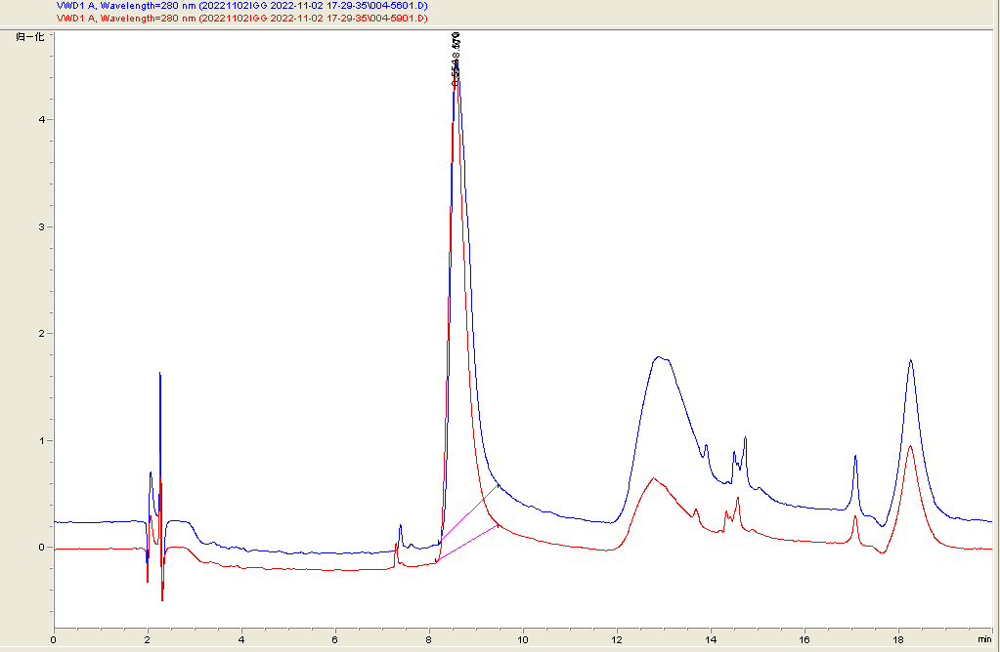 VWD1 A, Wavelength=280 nm (20221102IGG 2022-11-02 17-29-35\004-5601.D)
VWD1 A, Wavelength=280 nm (20221102IGG 2022-11-02 17-29-35\004-5901.D)
归一化
4
3
2
1
0
0 2 4 6 8 10 12 14 16 18 min